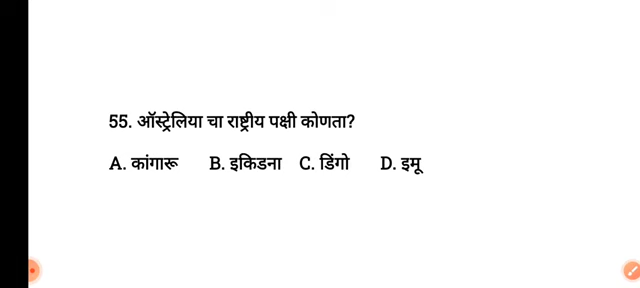 55. ऑस्ट्रेलिया चा राष्ट्रीय पक्षी कोणता?
A. कांगारू B. इकिडना C. डिंगो D. इमू